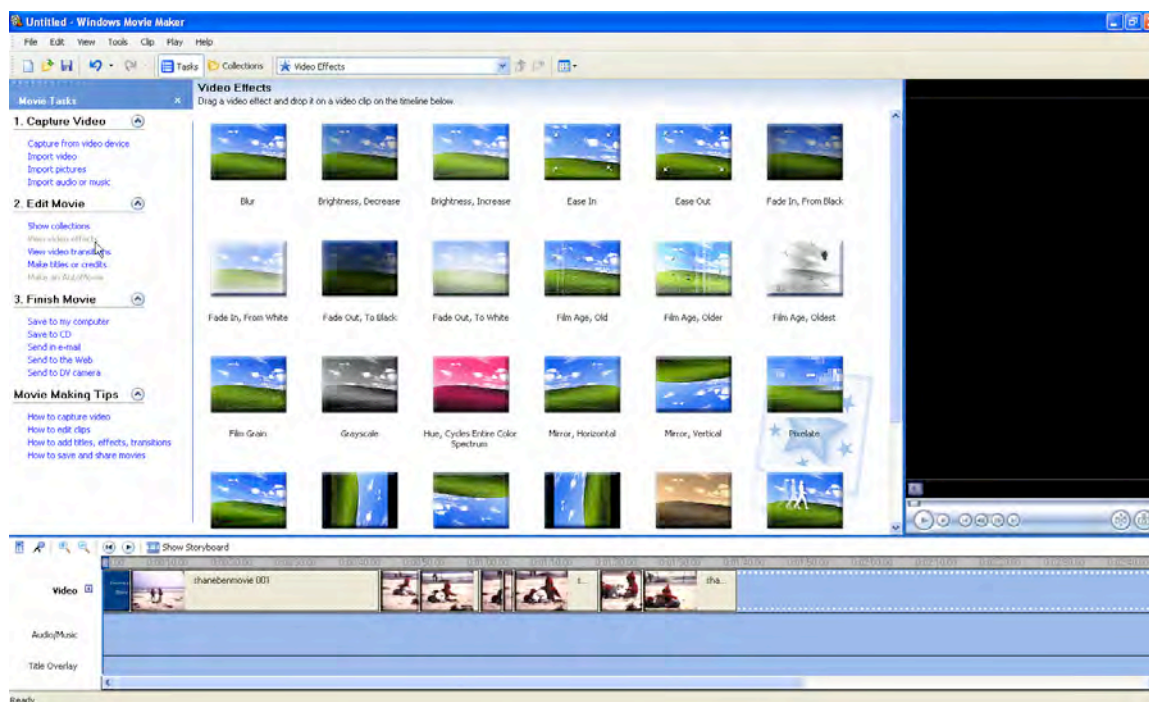 Untitled - Windows Movie Maker
File Edit View Tools Clip Play Help
Tasks Collections Video Effects
Movie Tasks
1. Capture Video
Capture from video device
Import video
Import pictures
Import audio or music
2. Edit Movie
Show collections
View video effects
View video transitions
Make titles or credits
Make an AutoMovie
3. Finish Movie
Save to my computer
Save to CD
Send in e-mail
Send to the Web
Send to DV camera
Movie Making Tips
How to capture video
How to edit clips
How to add titles, effects, transitions
How to save and share movies
Video Effects
Drag a video effect and drop it on a video clip on the timeline below.
Blur Brightness, Decrease Brightness, Increase Ease In Ease Out Fade In, From Black
Fade In, From White Fade Out, To Black Fade Out, To White Film Age, Old Film Age, Older Film Age, Oldest
Film Grain Grayscale Hue, Cycles Entire Color Spectrum Mirror, Horizontal Mirror, Vertical Pixelate
Show Storyboard
Video
shanebenmovie 001
t...
sha...
Audio/Music
Title Overlay
Ready